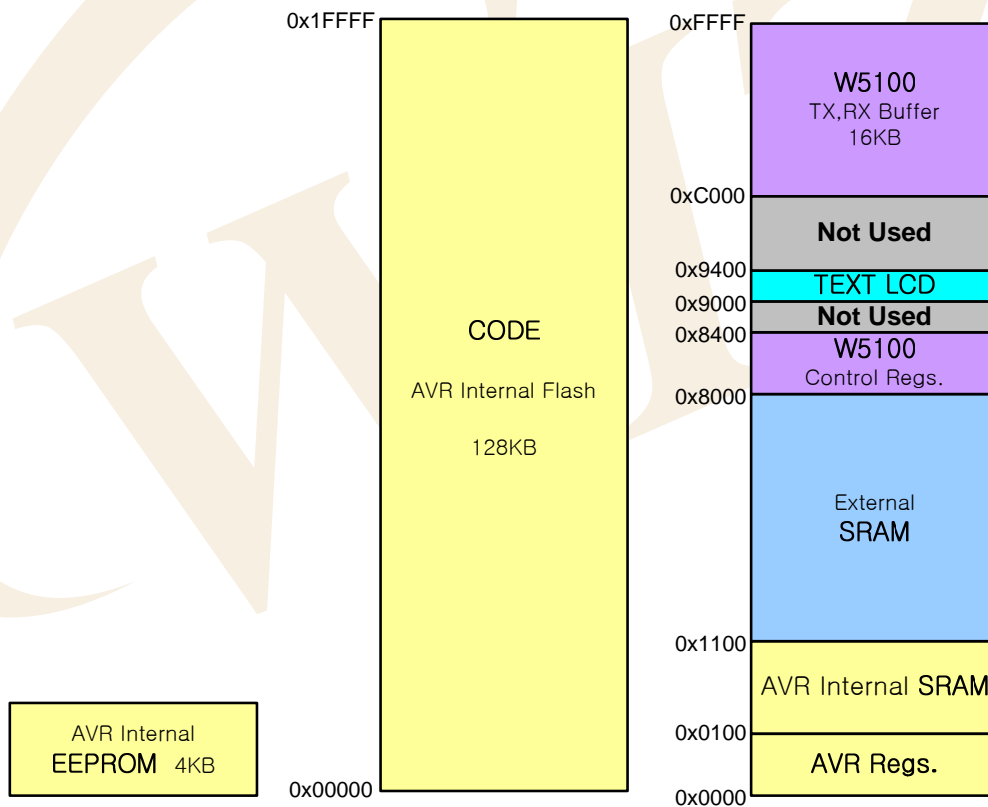 0x1FFFF
CODE
AVR Internal Flash
128KB
0x00000
AVR Internal
EEPROM 4KB
0xFFFF
W5100
TX,RX Buffer
16KB
0xC000
Not Used
0x9400
TEXT LCD
0x9000
Not Used
0x8400
W5100
Control Regs.
0x8000
External
SRAM
0x1100
AVR Internal SRAM
0x0100
AVR Regs.
0x0000